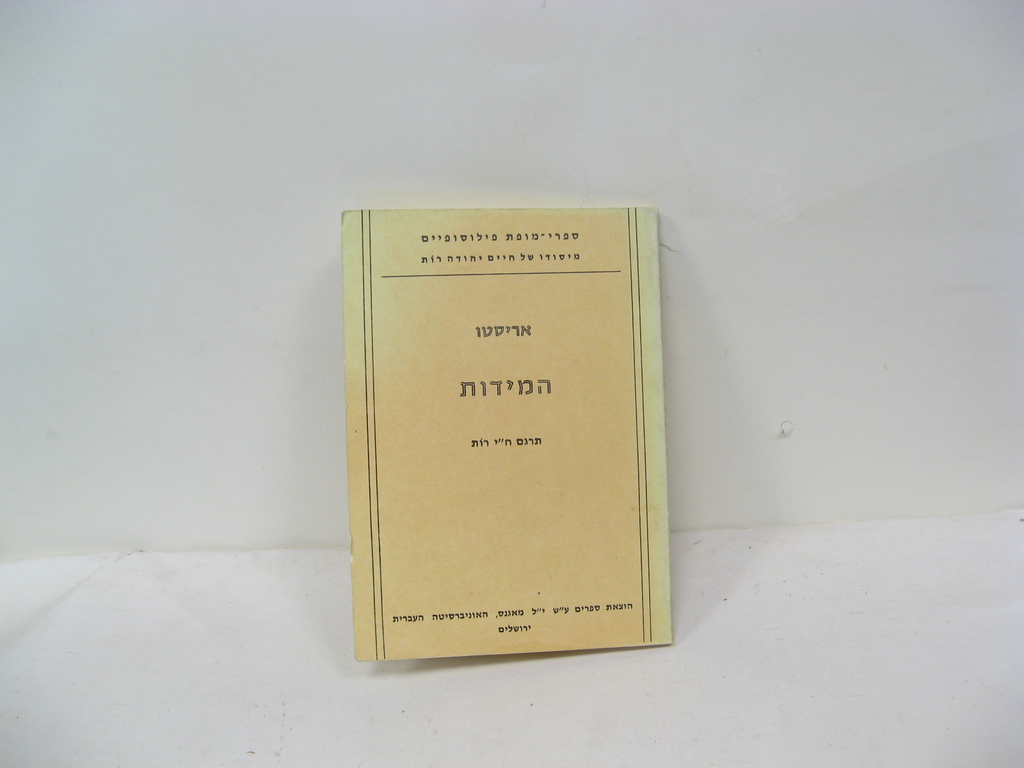 ספרי־מופת פילוסופיים
מיסודו של חיים יהודה רות
אריסטו
המידות
תרגם ח״י רות
הוצאת ספרים ע״ש י״ל מאגנס, האוניברסיטה העברית
ירושלים